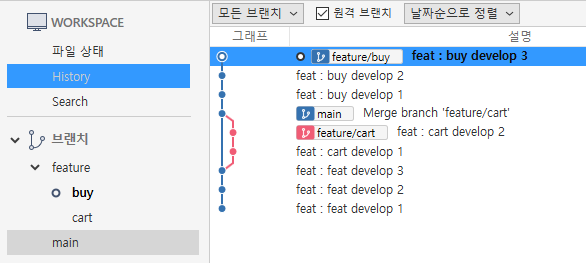 WORKSPACE
파일 상태
History
Search
브랜치
feature
buy
cart
main
모든 브랜치 원격 브랜치 날짜순으로 정렬
그래프 설명
feature/buy feat : buy develop 3
feat : buy develop 2
feat : buy develop 1
main Merge branch 'feature/cart'
feature/cart feat : cart develop 2
feat : cart develop 1
feat : feat develop 3
feat : feat develop 2
feat : feat develop 1